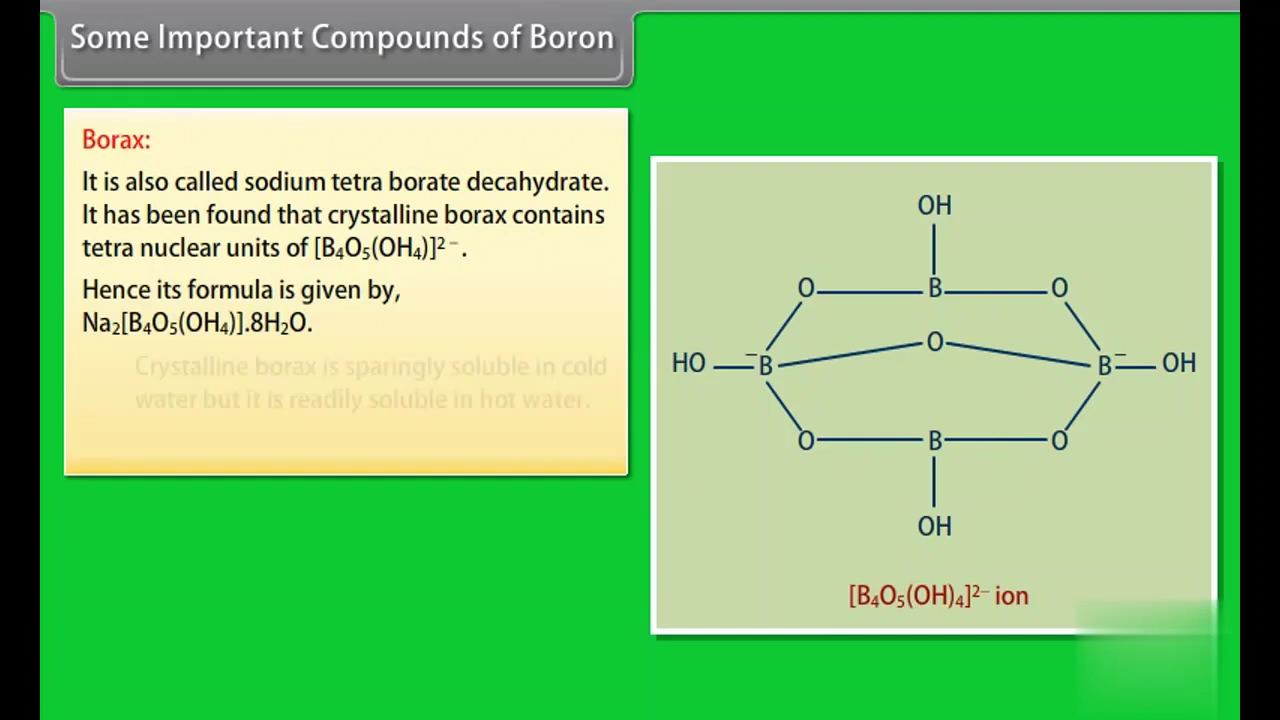 Some Important Compounds of Boron
Borax:
It is also called sodium tetra borate decahydrate.
It has been found that crystalline borax contains
tetra nuclear units of [B₄O₅(OH₄)]²⁻.
Hence its formula is given by,
Na₂[B₄O₅(OH₄)].8H₂O.
Crystalline borax is sparingly soluble in cold
water but it is readily soluble in hot water.
OH
O B O
O
HO ⁻B B⁻ OH
O B O
OH
[B₄O₅(OH)₄]²⁻ ion